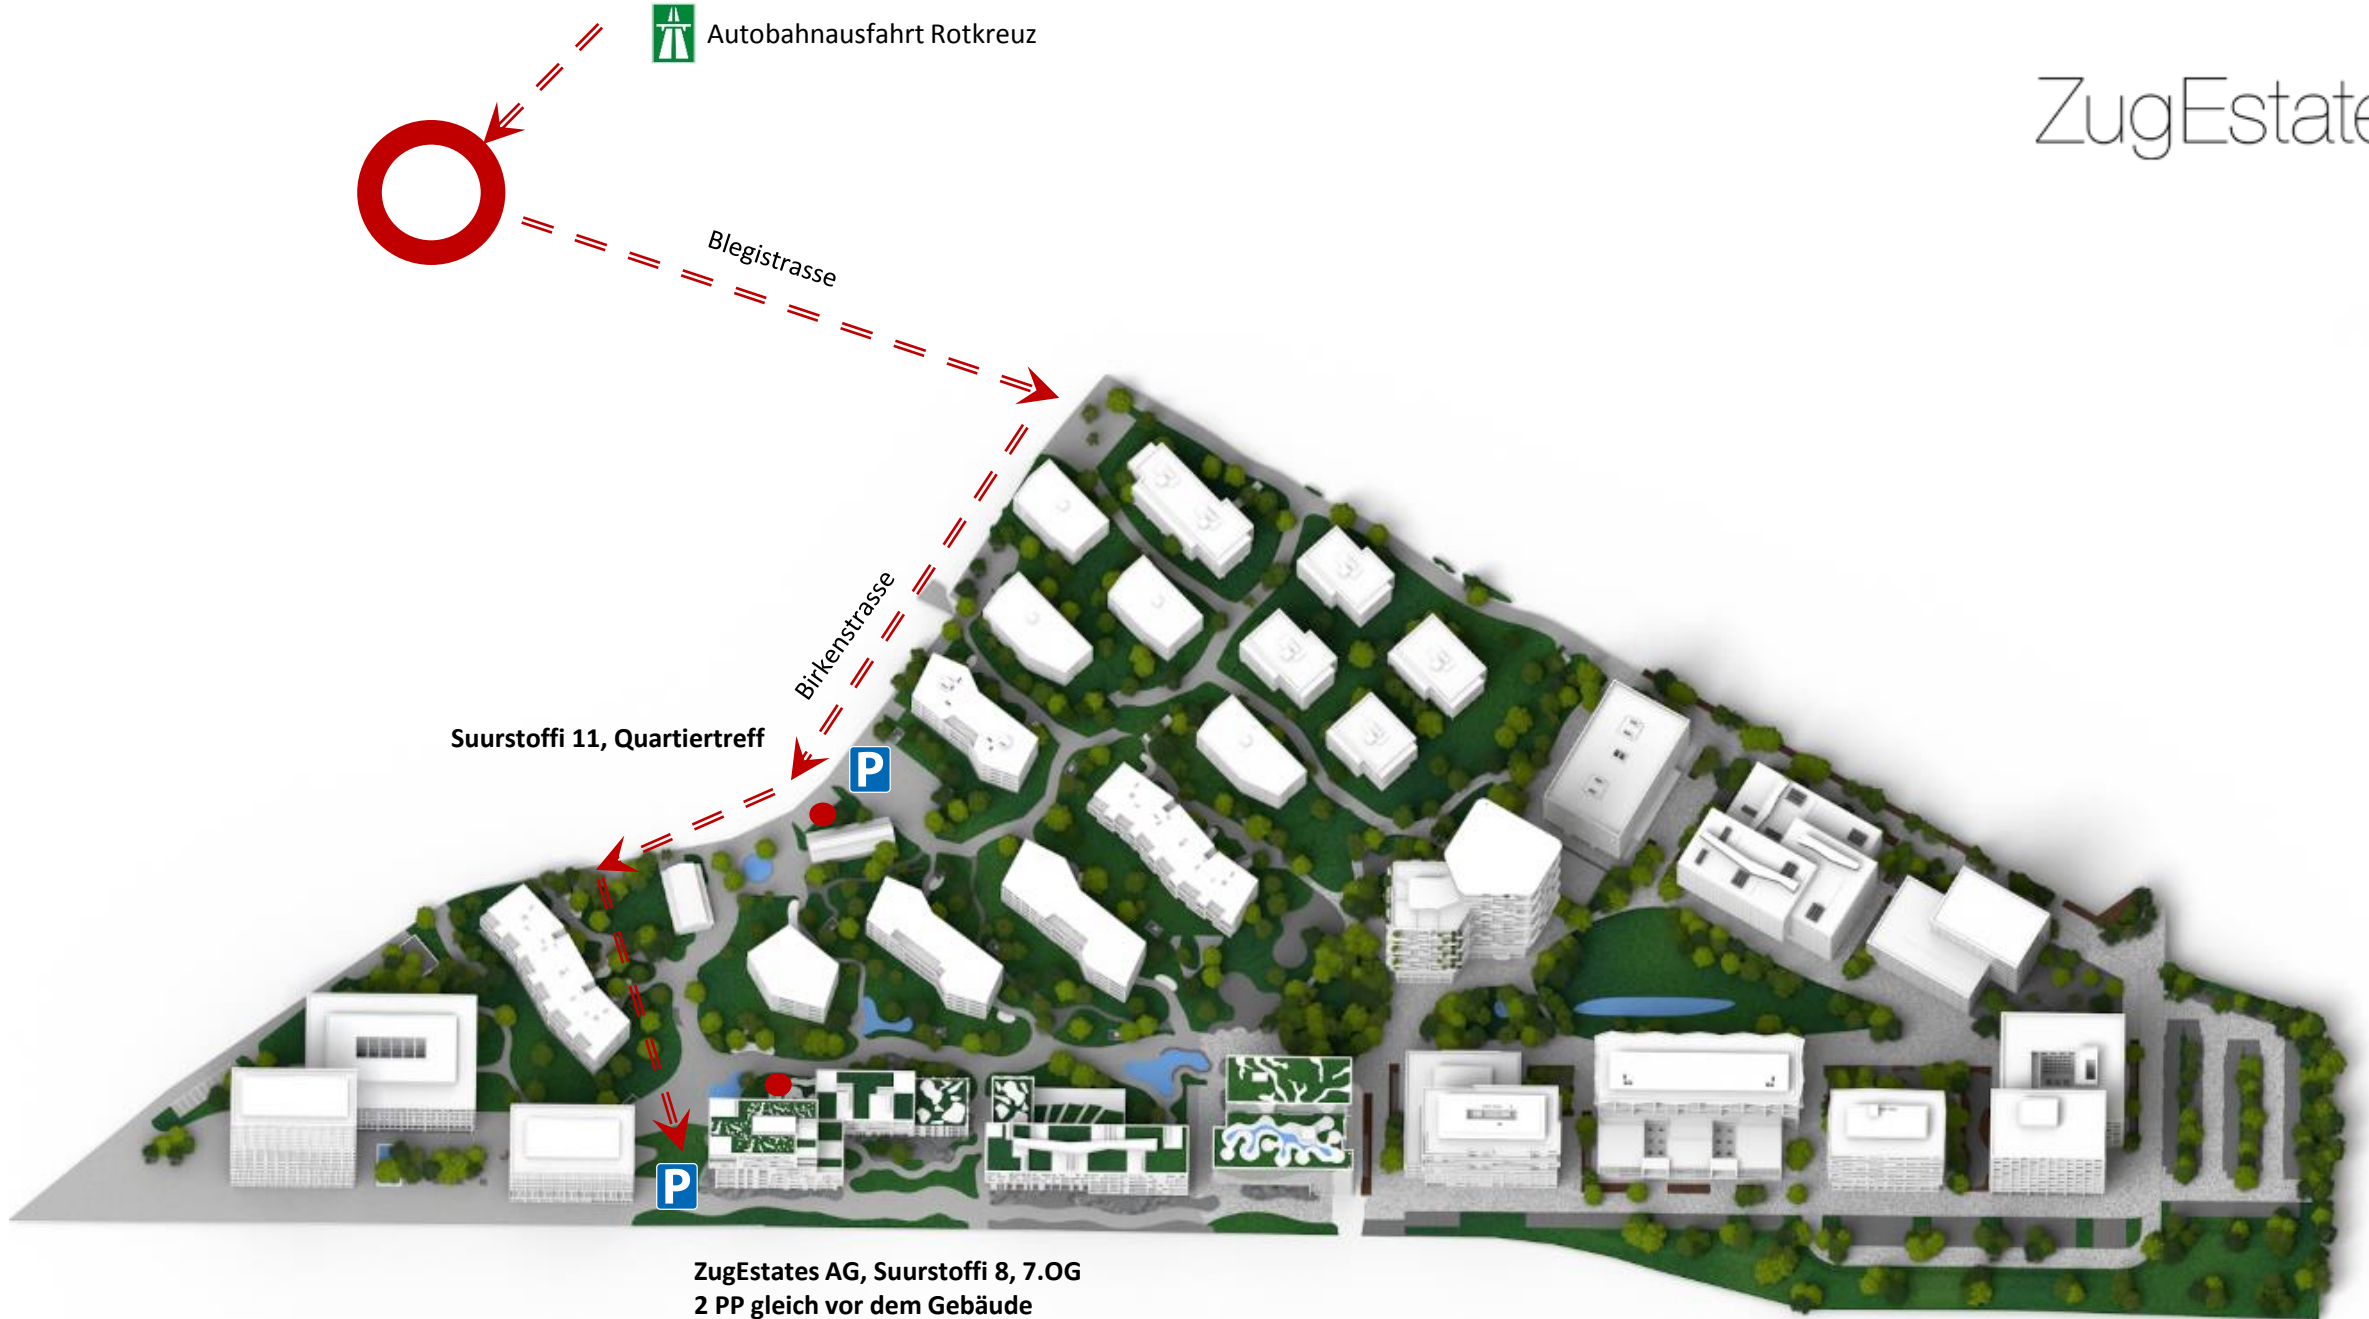 Autobahnausfahrt Rotkreuz
ZugEstate
Blegistrasse
Birkenstrasse
Suurstoffi 11, Quartiertreff
P
P
ZugEstates AG, Suurstoffi 8, 7.OG
2 PP gleich vor dem Gebäude